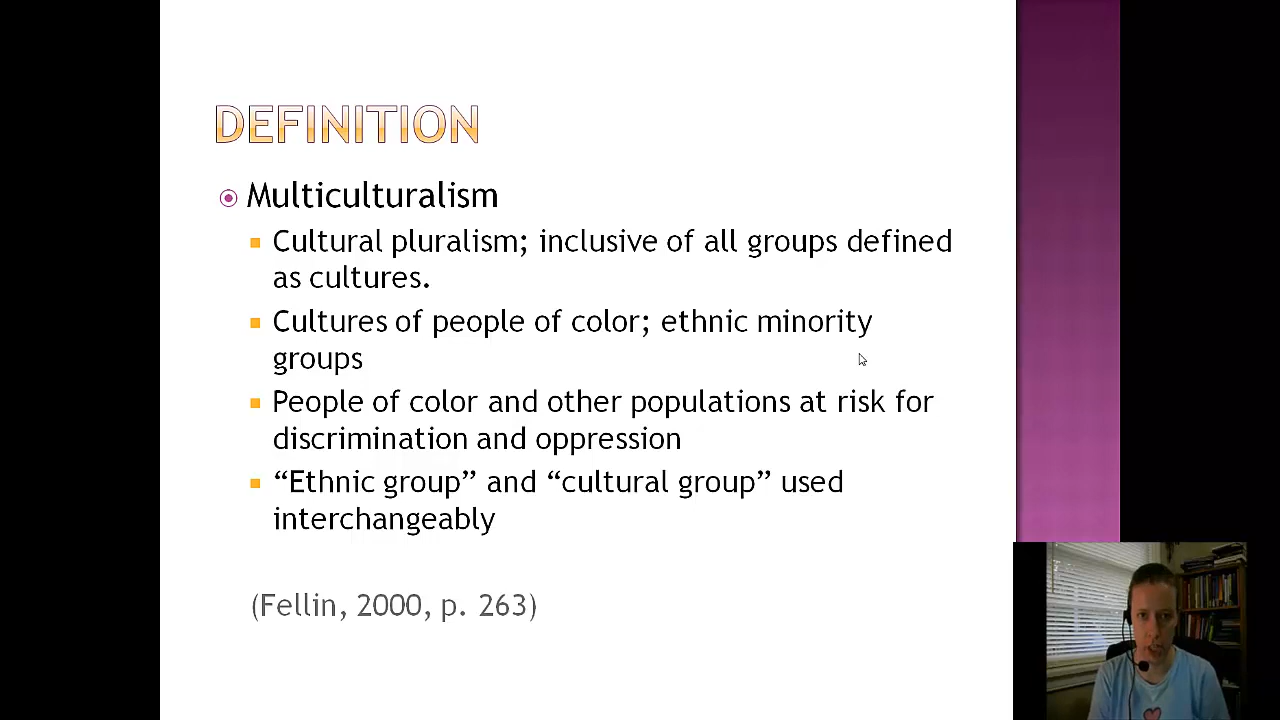 DEFINITION
Multiculturalism
Cultural pluralism; inclusive of all groups defined
as cultures.
Cultures of people of color; ethnic minority
groups
People of color and other populations at risk for
discrimination and oppression
“Ethnic group” and “cultural group” used
interchangeably
(Fellin, 2000, p. 263)